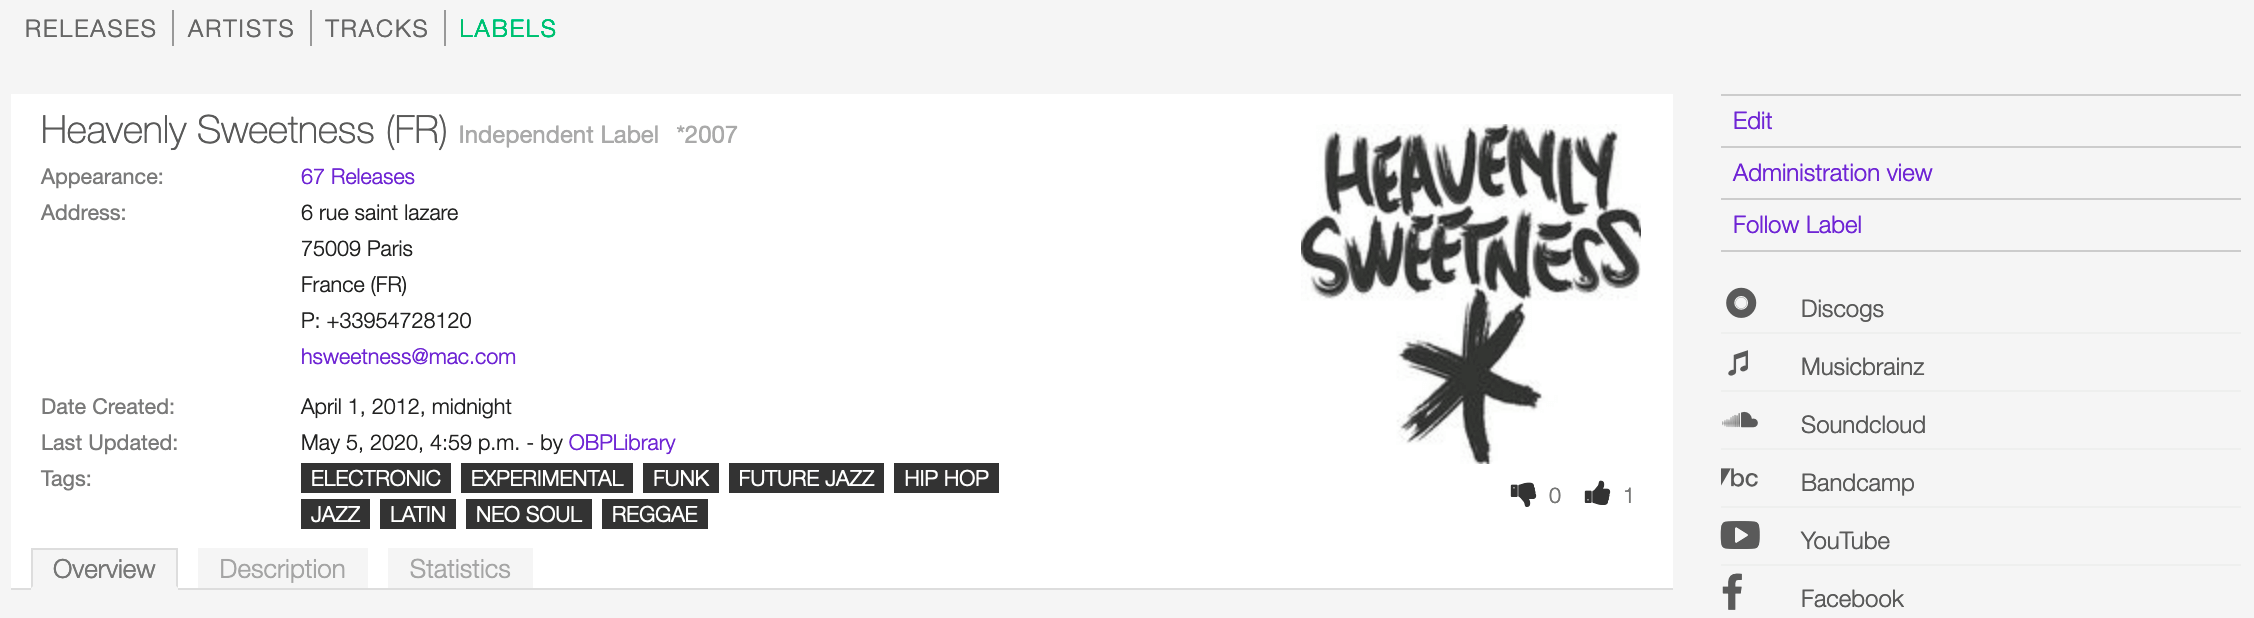 RELEASES ARTISTS TRACKS LABELS
Heavenly Sweetness (FR) Independent Label *2007
Appearance: 67 Releases
Address: 6 rue saint lazare
75009 Paris
France (FR)
P: +33954728120
hsweetness@mac.com
Date Created: April 1, 2012, midnight
Last Updated: May 5, 2020, 4:59 p.m. - by OBPLibrary
Tags: ELECTRONIC EXPERIMENTAL FUNK FUTURE JAZZ HIP HOP
JAZZ LATIN NEO SOUL REGGAE
HEAVENLY
SWEETNESS
*
0 1
Overview Description Statistics
Edit
Administration view
Follow Label
Discogs
Musicbrainz
Soundcloud
bc Bandcamp
YouTube
f Facebook